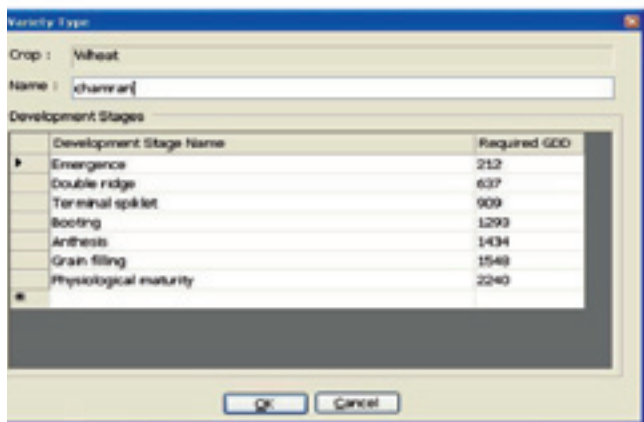 Variety Type
Crop : Wheat
Name : chamran
Development Stages
Development Stage Name Required GDD
Emergence 212
Double ridge 637
Terminal spiklet 909
Booting 1293
Anthesis 1434
Grain filling 1548
Physiological maturity 2240
OK Cancel